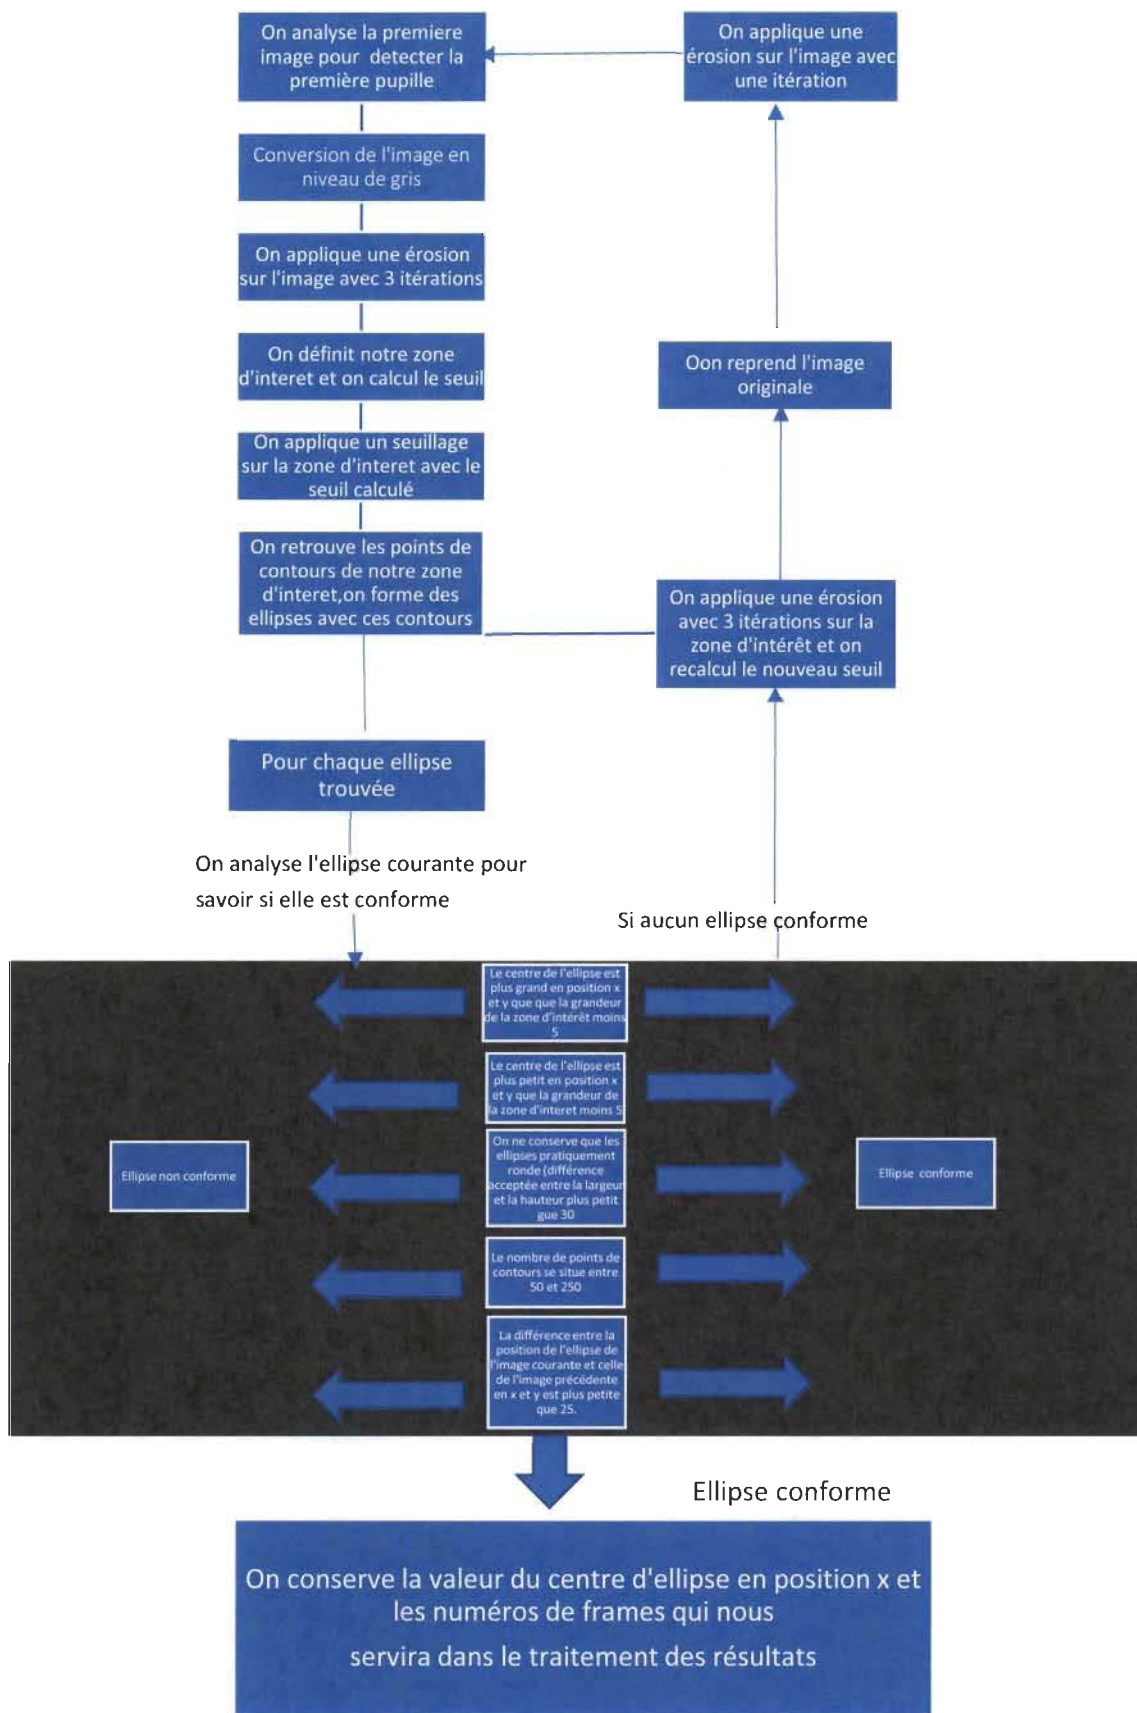 On analyse la premiere
image pour detecter la
première pupille
On applique une
érosion sur l'image avec
une itération
Conversion de l'image en
niveau de gris
On applique une érosion
sur l'image avec 3 itérations
On définit notre zone
d'interet et on calcul le seuil
Oon reprend l'image
originale
On applique un seuillage
sur la zone d'interet avec le
seuil calculé
On retrouve les points de
contours de notre zone
d'interet,on forme des
ellipses avec ces contours
On applique une érosion
avec 3 itérations sur la
zone d'intérêt et on
recalcul le nouveau seuil
Pour chaque ellipse
trouvée
On analyse l'ellipse courante pour
savoir si elle est conforme
Si aucun ellipse conforme
Le centre de l'ellipse est
plus grand en position x
et y que que la grandeur
de la zone d'intérêt moins
5
Le centre de l'ellipse est
plus petit en position x
et y que la grandeur de
la zone d'interet moins 5
On ne conserve que les
ellipses pratiquement
ronde (différence
acceptée entre la largeur
et la hauteur plus petit
gue 30
Ellipse non conforme
Ellipse conforme
Le nombre de points de
contours se situe entre
50 et 250
La différence entre la
position de l'ellipse de
l'image courante et celle
de l'image précédente
en x et y est plus petite
que 25.
Ellipse conforme
On conserve la valeur du centre d'ellipse en position x et
les numéros de frames qui nous
servira dans le traitement des résultats